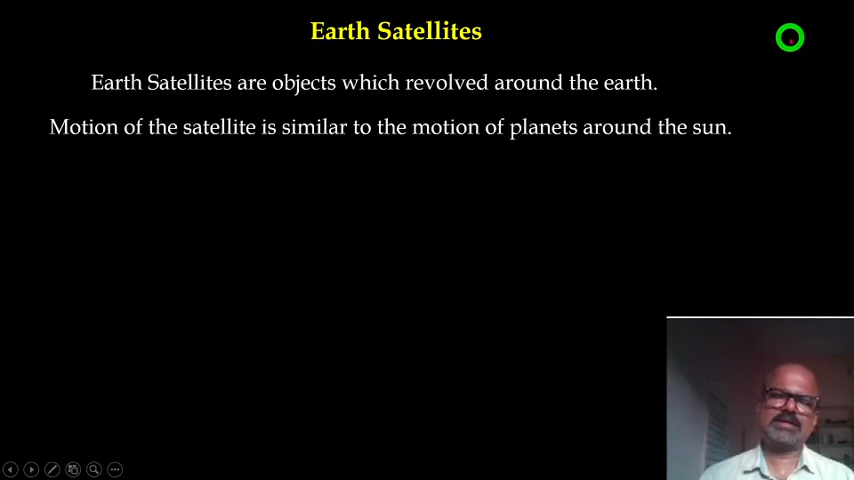 Earth Satellites
Earth Satellites are objects which revolved around the earth.
Motion of the satellite is similar to the motion of planets around the sun.